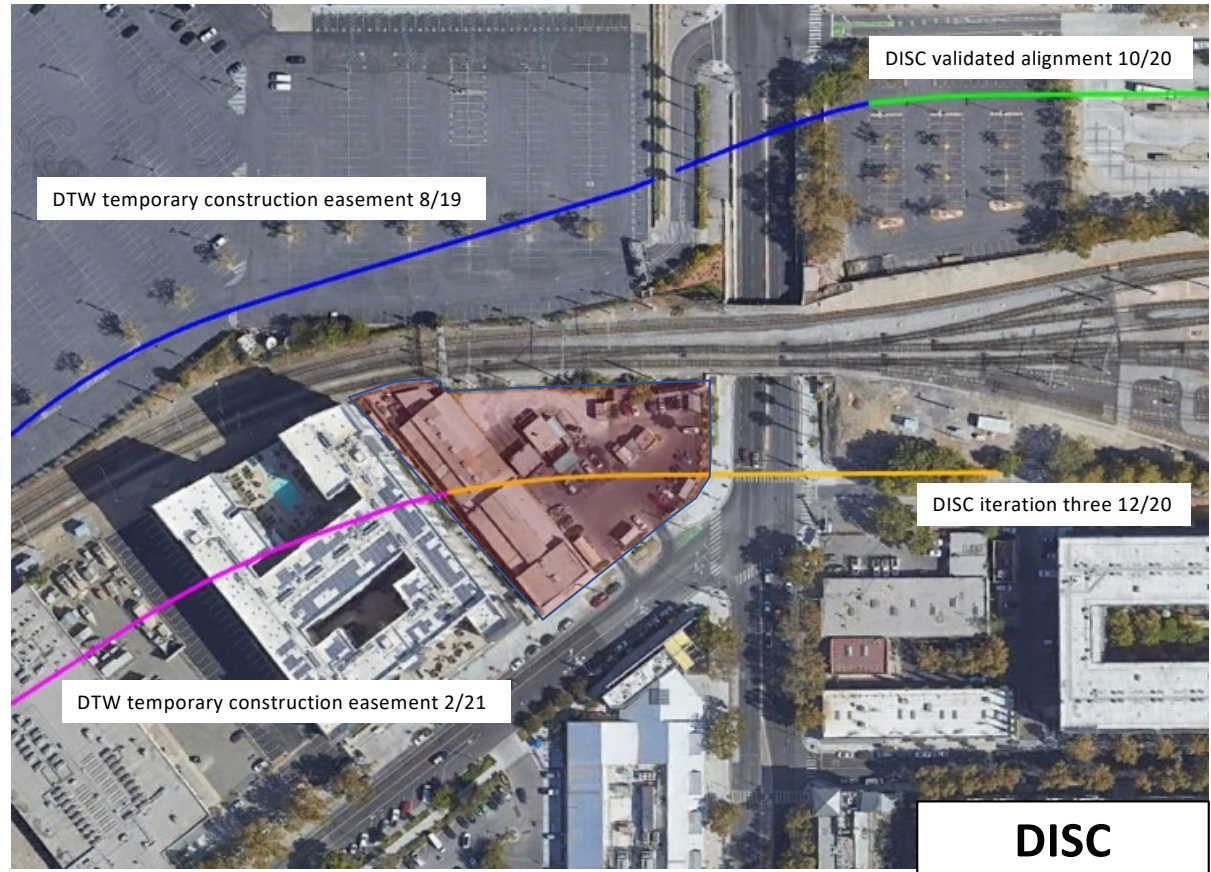 DISC validated alignment 10/20
DTW temporary construction easement 8/19
DISC iteration three 12/20
DTW temporary construction easement 2/21
DISC